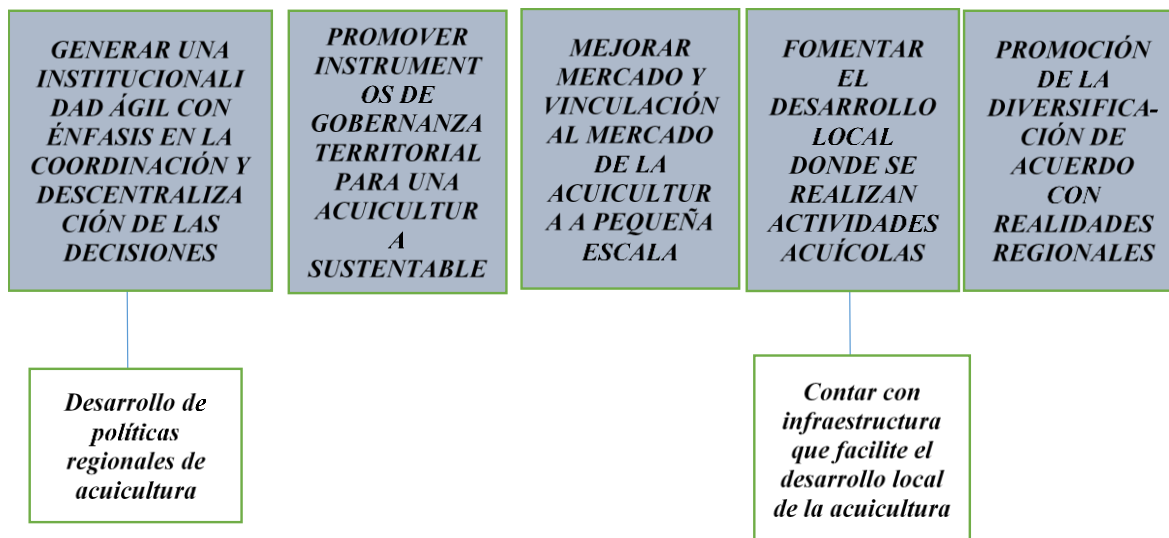 GENERAR UNA
INSTITUCIONALI
DAD ÁGIL CON
ÉNFASIS EN LA
COORDINACIÓN Y
DESCENTRALIZA
CIÓN DE LAS
DECISIONES
PROMOVER
INSTRUMENT
OS DE
GOBERNANZA
TERRITORIAL
PARA UNA
ACUICULTUR
A
SUSTENTABLE
MEJORAR
MERCADO Y
VINCULACIÓN
AL MERCADO
DE LA
ACUICULTUR
A A PEQUEÑA
ESCALA
FOMENTAR
EL
DESARROLLO
LOCAL
DONDE SE
REALIZAN
ACTIVIDADES
ACUÍCOLAS
PROMOCIÓN
DE LA
DIVERSIFICA-
CIÓN DE
ACUERDO
CON
REALIDADES
REGIONALES
Desarrollo de
políticas
regionales de
acuicultura
Contar con
infraestructura
que facilite el
desarrollo local
de la acuicultura